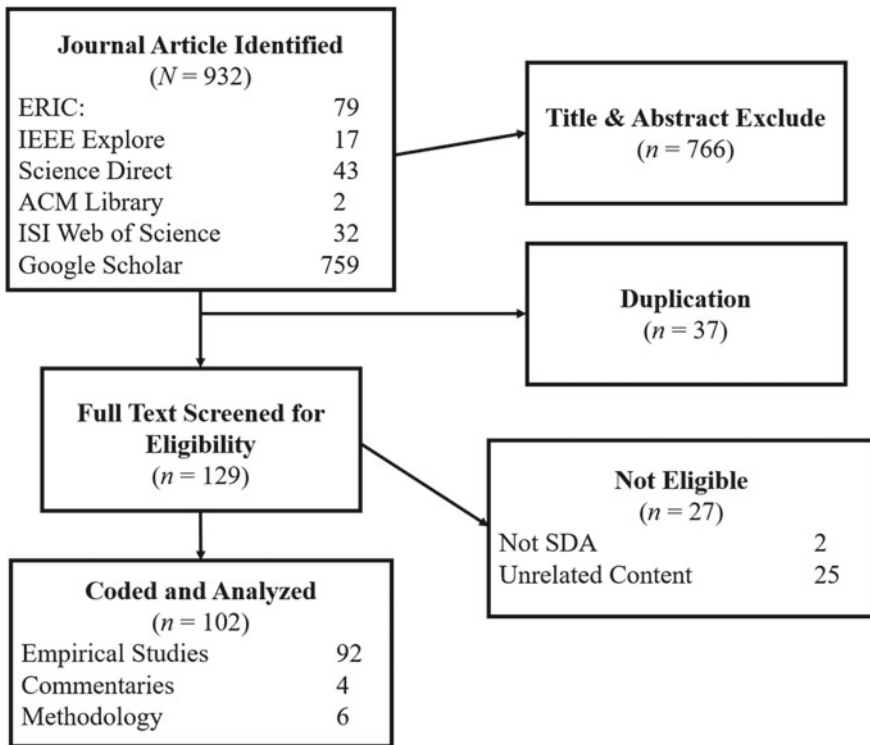 Journal Article Identified
(N = 932)
ERIC: 79
IEEE Explore 17
Science Direct 43
ACM Library 2
ISI Web of Science 32
Google Scholar 759
Title & Abstract Exclude
(n = 766)
Duplication
(n = 37)
Full Text Screened for
Eligibility
(n = 129)
Not Eligible
(n = 27)
Not SDA 2
Unrelated Content 25
Coded and Analyzed
(n = 102)
Empirical Studies 92
Commentaries 4
Methodology 6